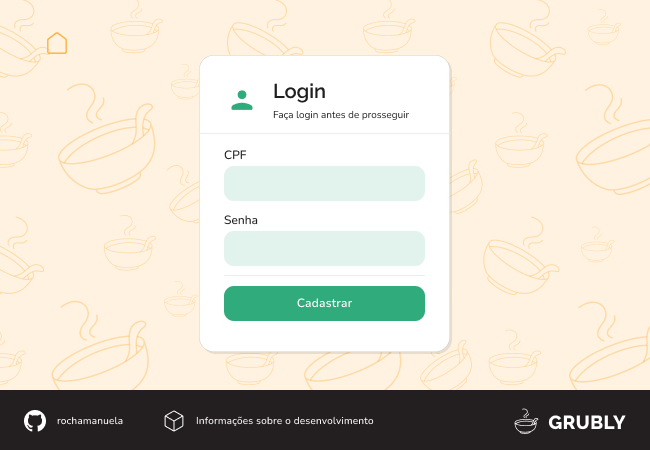 Login
Faça login antes de prosseguir
CPF
Senha
Cadastrar
rochamanuela
Informações sobre o desenvolvimento
GRUBLY